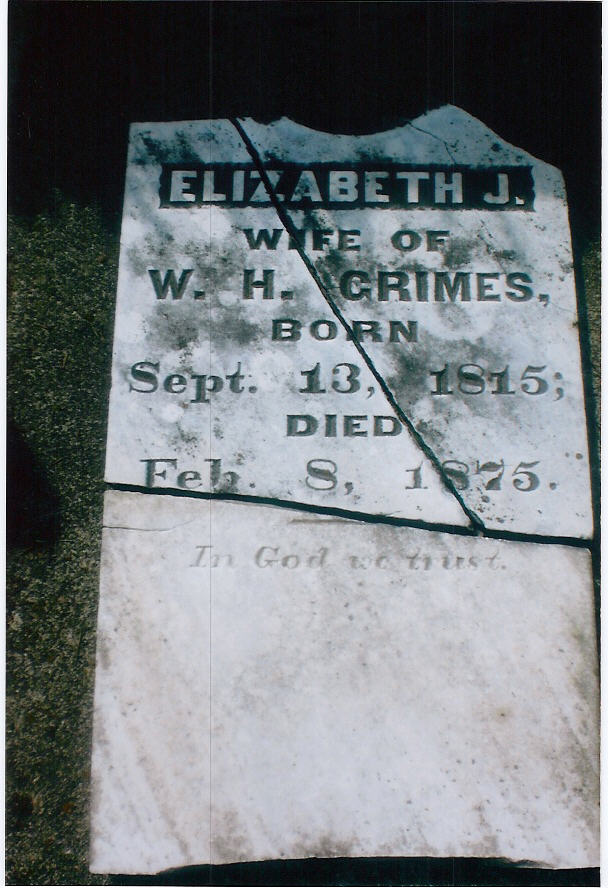 ELIZABETH J.
WIFE OF
W. H. GRIMES,
BORN
Sept. 13, 1815;
DIED
Feb. 8, 1875.
In God we trust.